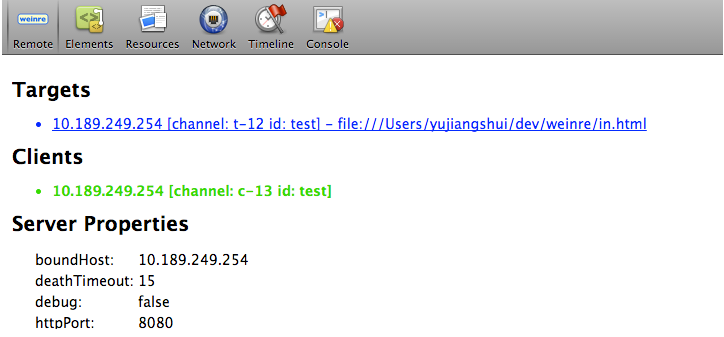 weinre
Remote Elements Resources Network Timeline Console
Targets
• 10.189.249.254 [channel: t-12 id: test] – file:///Users/yujiangshui/dev/weinre/in.html
Clients
• 10.189.249.254 [channel: c-13 id: test]
Server Properties
boundHost: 10.189.249.254
deathTimeout: 15
debug: false
httpPort: 8080